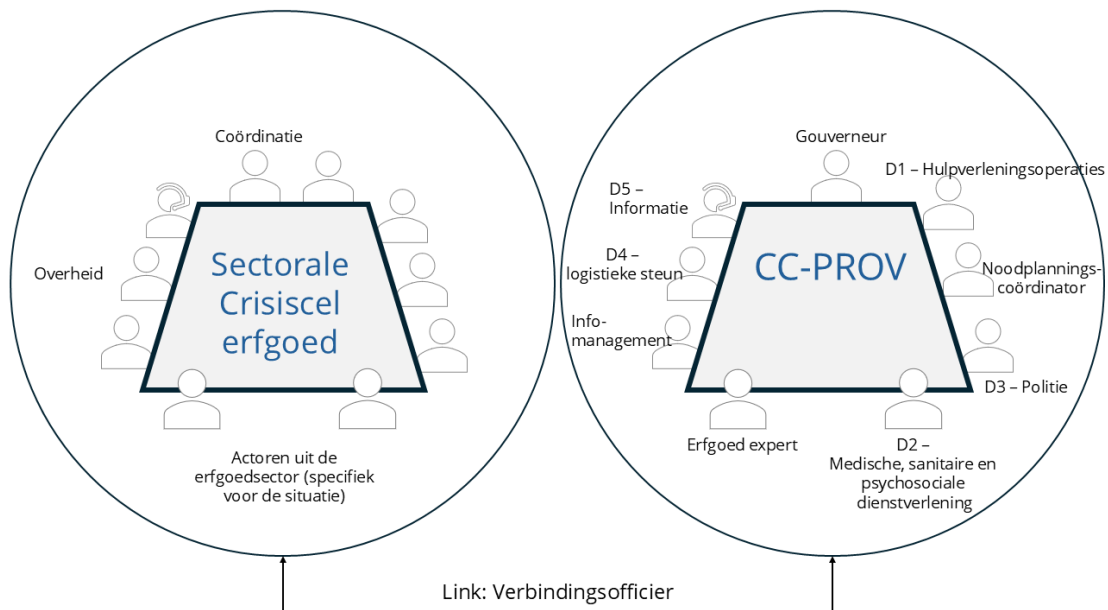 Coördinatie
Overheid
Sectorale
Crisiscel
erfgoed
Actoren uit de
erfgoedsector (specifiek
voor de situatie)
Gouverneur
D1 – Hulpverleningsoperaties
D5 –
Informatie
D4 –
logistieke steun
CC-PROV
Noodplannings-
coördinator
Info-
management
D3 – Politie
Erfgoed expert
D2 –
Medische, sanitaire en
psychosociale
dienstverlening
Link: Verbindingsofficier